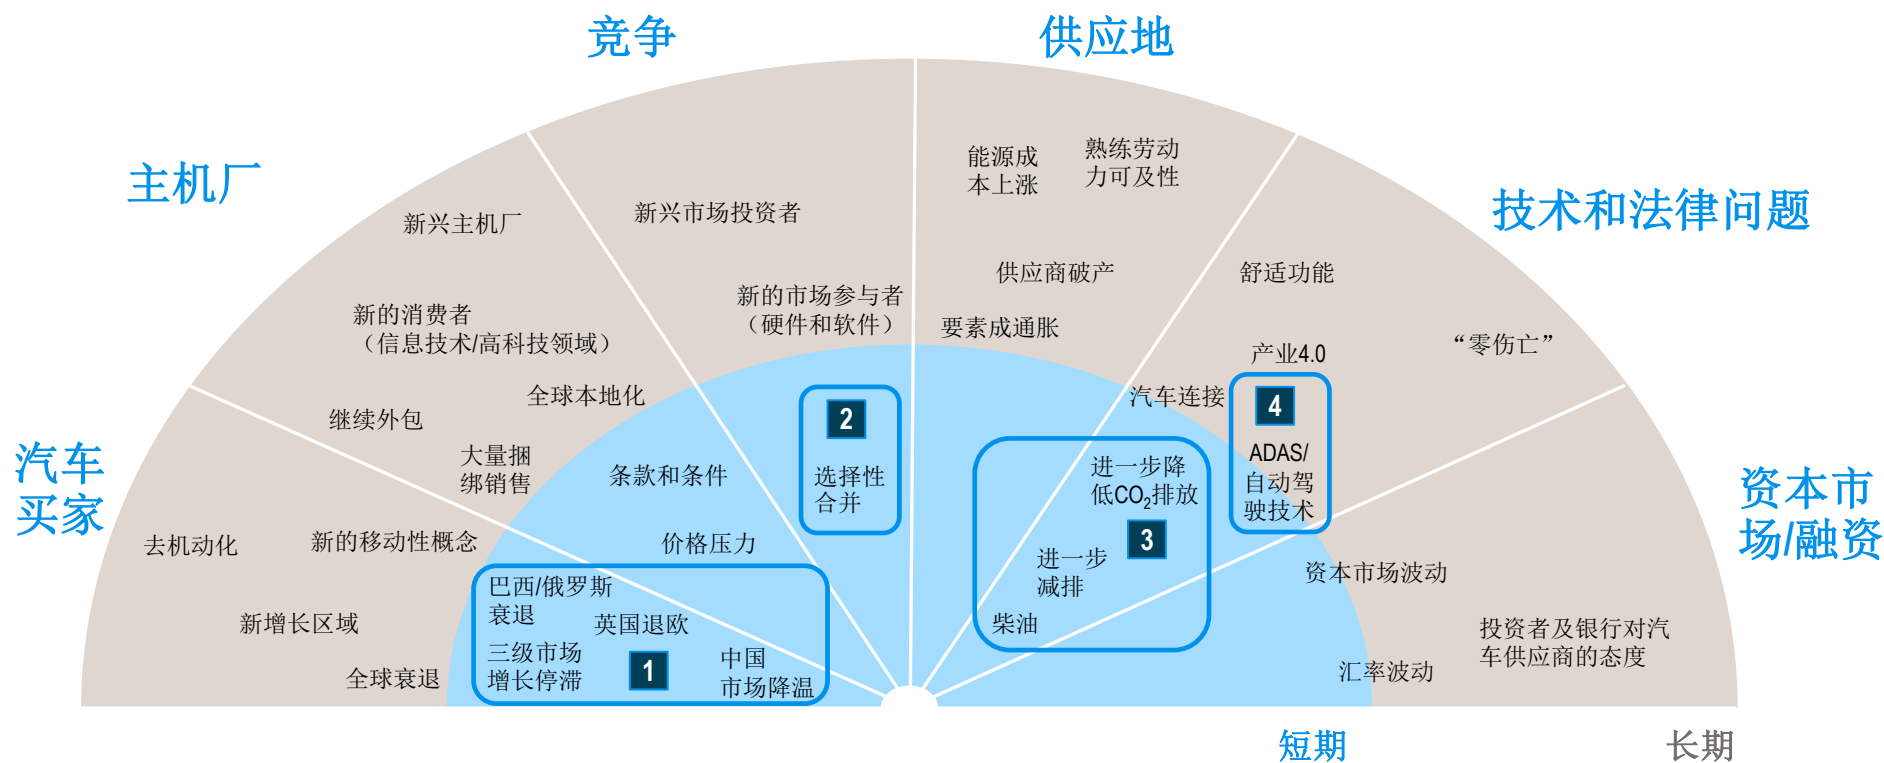 竞争
供应地
主机厂
技术和法律问题
汽车
买家
资本市
场/融资
能源成
本上涨
熟练劳动
力可及性
新兴主机厂
新兴市场投资者
供应商破产
舒适功能
新的市场参与者
（硬件和软件）
要素成通胀
新的消费者
（信息技术/高科技领域）
“零伤亡”
产业4.0
全球本地化
汽车连接
继续外包
大量捆
绑销售
条款和条件
2
选择性
合并
进一步降
低CO₂排放
3
进一步
减排
柴油
4
ADAS/
自动驾
驶技术
去机动化
新的移动性概念
价格压力
巴西/俄罗斯
衰退
英国退欧
三级市场
增长停滞
1
中国
市场降温
新增长区域
全球衰退
资本市场波动
投资者及银行对汽
车供应商的态度
汇率波动
短期
长期